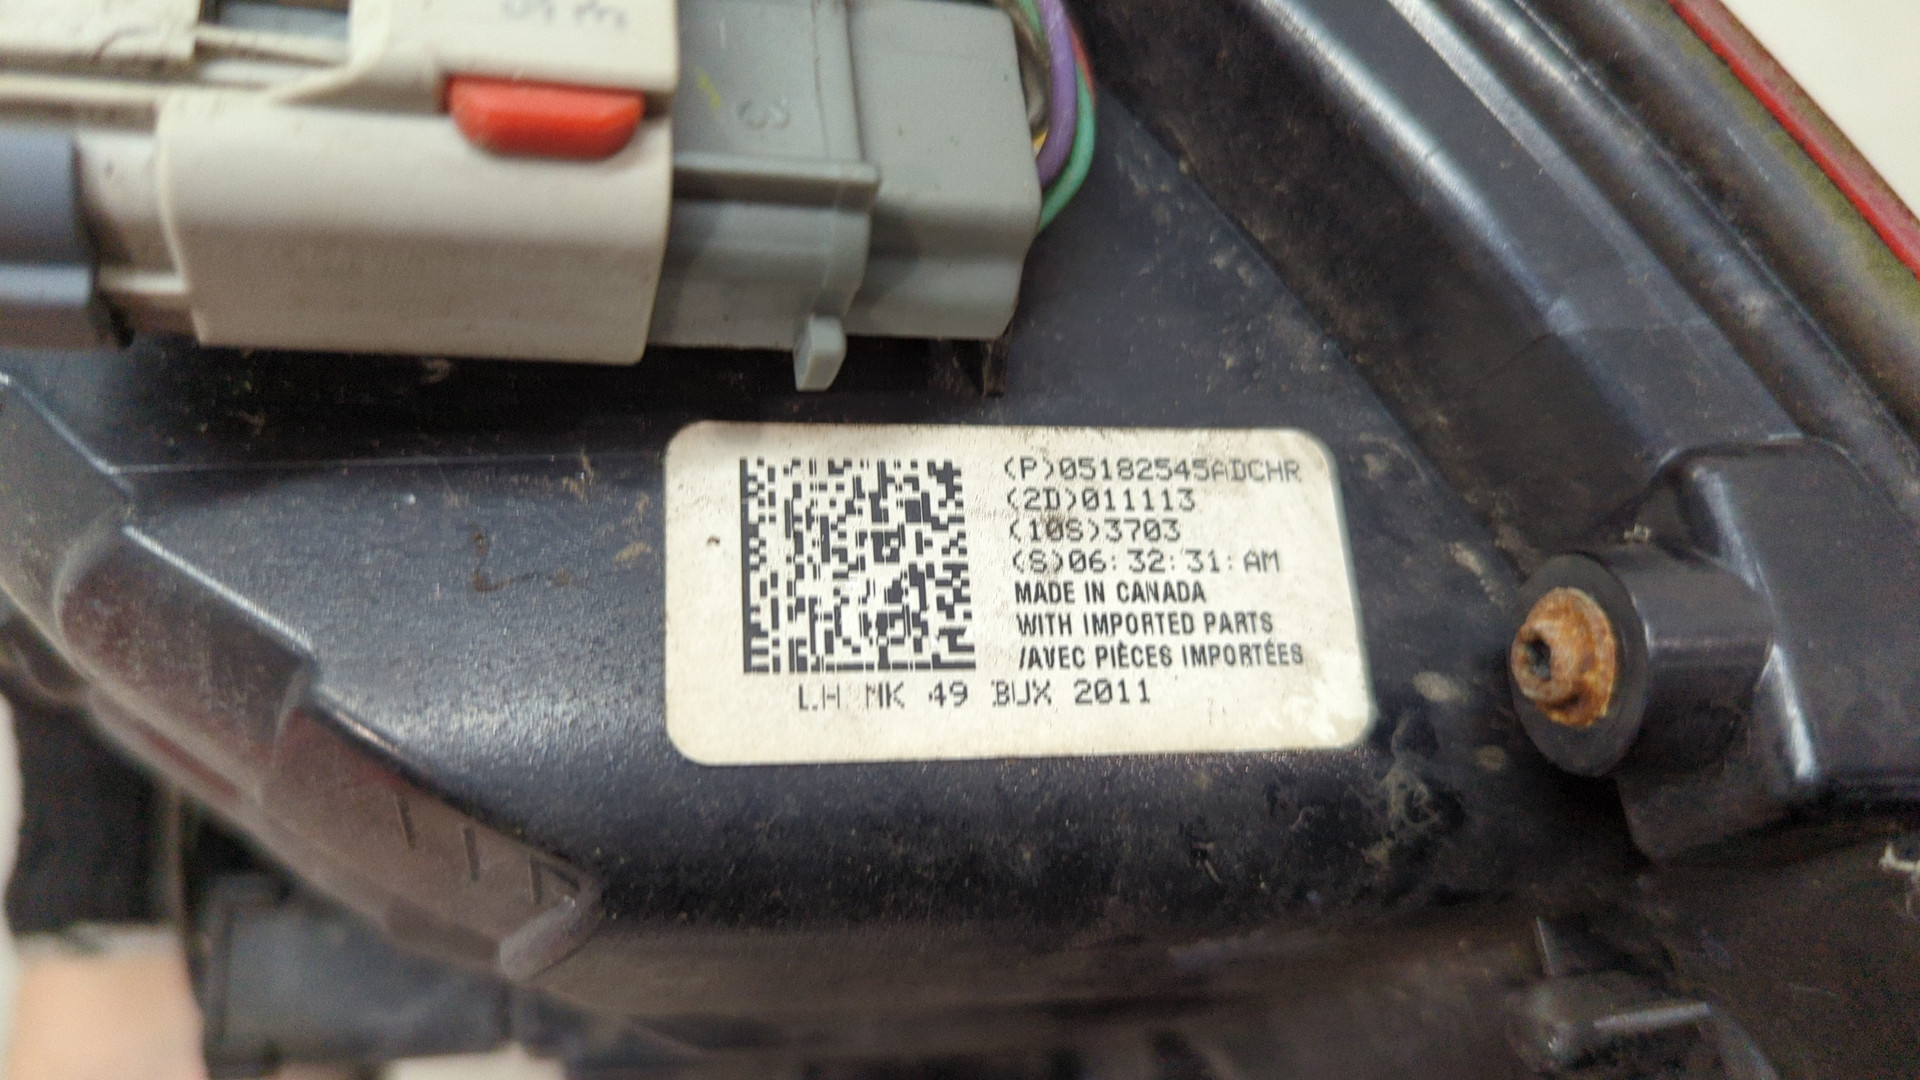 3
(P)05182545ADCHR
(2D)011113
(10S)3703
(S)06:32:31:AM
MADE IN CANADA
WITH IMPORTED PARTS
/AVEC PIÈCES IMPORTÉES
LH MK 49 BUX 2011